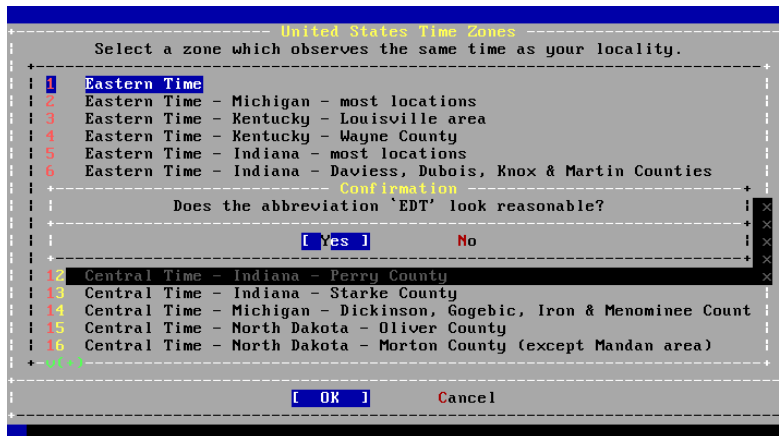 United States Time Zones
Select a zone which observes the same time as your locality.
1 Eastern Time
2 Eastern Time - Michigan - most locations
3 Eastern Time - Kentucky - Louisville area
4 Eastern Time - Kentucky - Wayne County
5 Eastern Time - Indiana - most locations
6 Eastern Time - Indiana - Daviess, Dubois, Knox & Martin Counties
Confirmation
Does the abbreviation `EDT' look reasonable?
[ Yes ] No
12 Central Time - Indiana - Perry County
13 Central Time - Indiana - Starke County
14 Central Time - Michigan - Dickinson, Gogebic, Iron & Menominee Count
15 Central Time - North Dakota - Oliver County
16 Central Time - North Dakota - Morton County (except Mandan area)
v(+)
[ OK ] Cancel